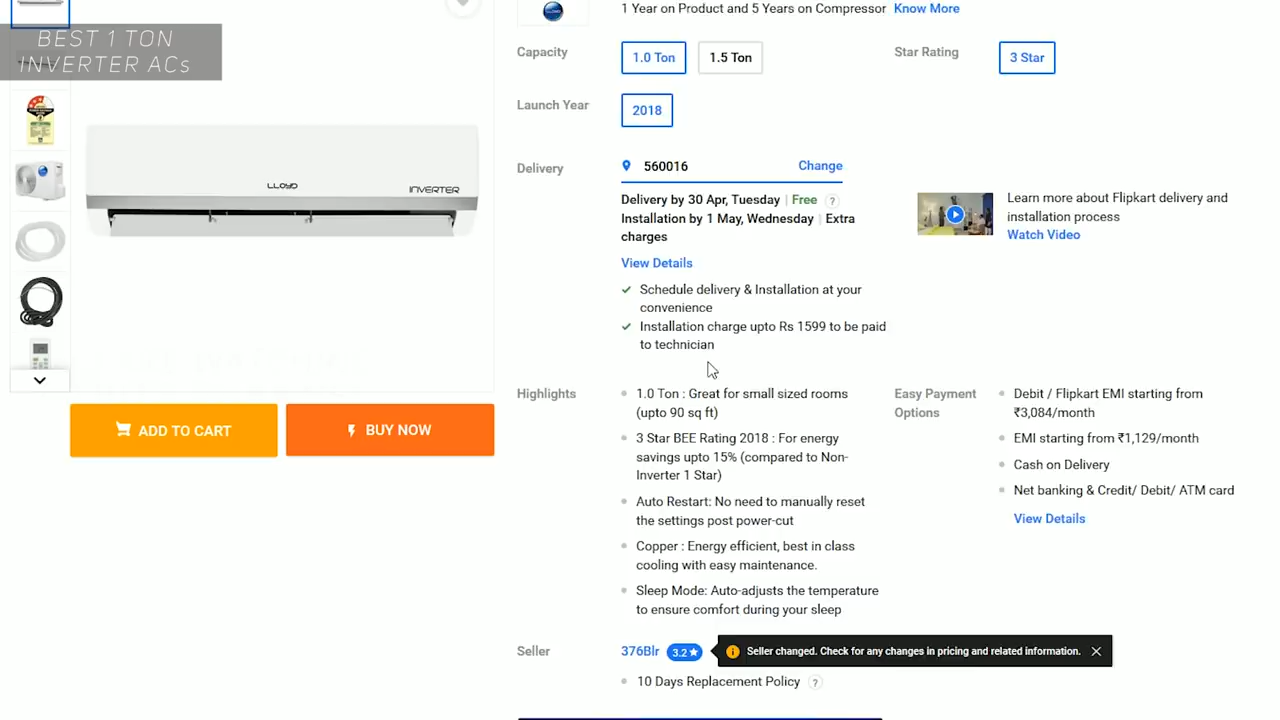 BEST 1 TON
INVERTER ACs
LLOYD
INVERTER
ADD TO CART
BUY NOW
1 Year on Product and 5 Years on Compressor Know More
Capacity
1.0 Ton
1.5 Ton
Star Rating
3 Star
Launch Year
2018
Delivery
560016
Change
Delivery by 30 Apr, Tuesday | Free ?
Installation by 1 May, Wednesday | Extra
charges
View Details
Schedule delivery & Installation at your
convenience
Installation charge upto Rs 1599 to be paid
to technician
Learn more about Flipkart delivery and
installation process
Watch Video
Highlights
1.0 Ton : Great for small sized rooms
(upto 90 sq ft)
3 Star BEE Rating 2018 : For energy
savings upto 15% (compared to Non-
Inverter 1 Star)
Auto Restart: No need to manually reset
the settings post power-cut
Copper : Energy efficient, best in class
cooling with easy maintenance.
Sleep Mode: Auto-adjusts the temperature
to ensure comfort during your sleep
Easy Payment
Options
Debit / Flipkart EMI starting from
₹3,084/month
EMI starting from ₹1,129/month
Cash on Delivery
Net banking & Credit/ Debit/ ATM card
View Details
Seller
376Blr 3.2★
Seller changed. Check for any changes in pricing and related information.
10 Days Replacement Policy ?